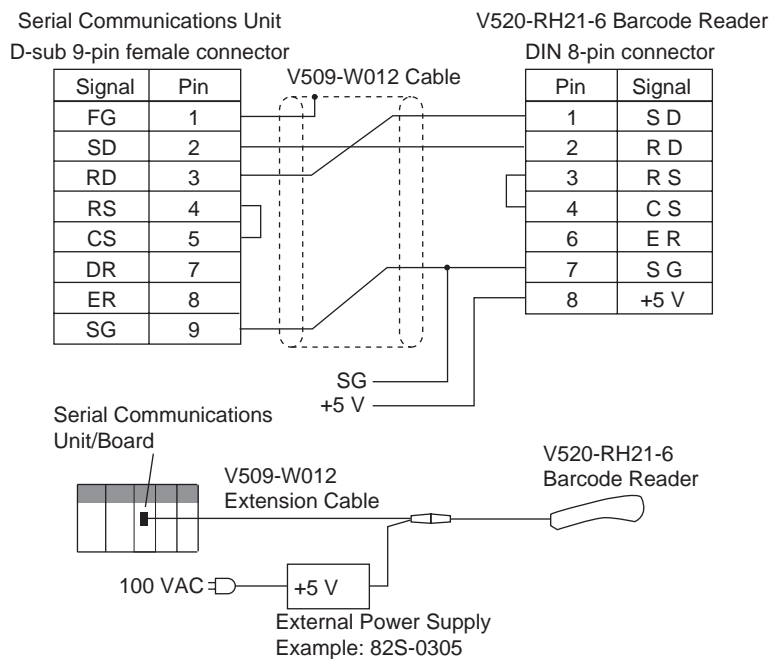 Serial Communications Unit
V520-RH21-6 Barcode Reader
D-sub 9-pin female connector
DIN 8-pin connector
V509-W012 Cable
Signal Pin
FG 1
SD 2
RD 3
RS 4
CS 5
DR 7
ER 8
SG 9
Pin Signal
1 S D
2 R D
3 R S
4 C S
6 E R
7 S G
8 +5 V
SG
+5 V
Serial Communications
Unit/Board
V509-W012
Extension Cable
V520-RH21-6
Barcode Reader
100 VAC
+5 V
External Power Supply
Example: 82S-0305